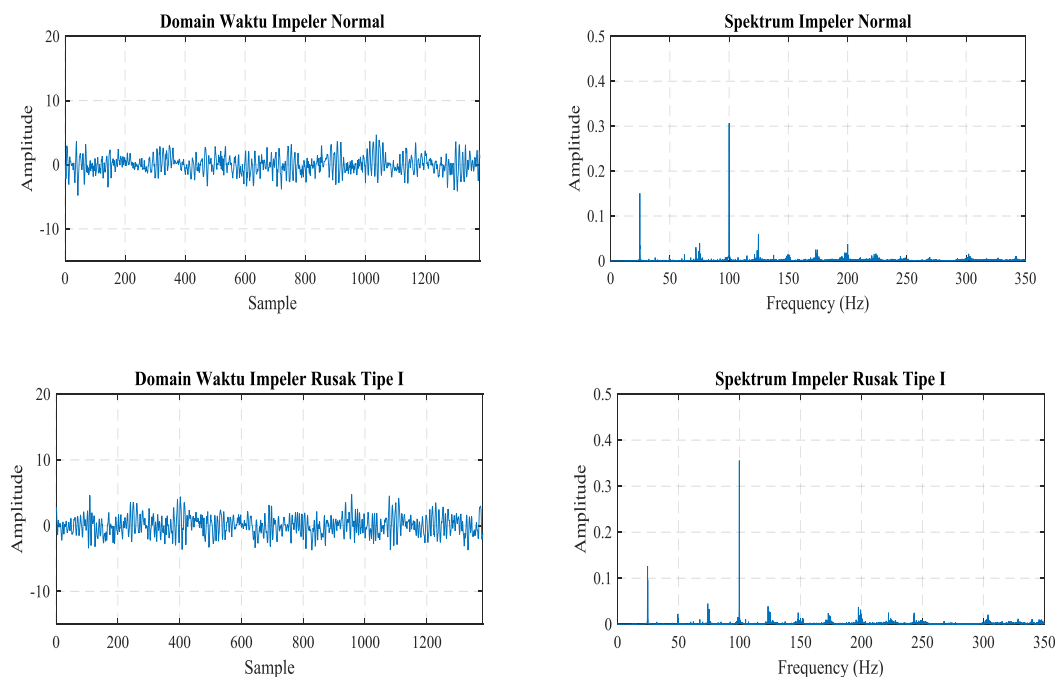 Domain Waktu Impeler Normal
20
10
0
-10
Amplitude
0 200 400 600 800 1000 1200
Sample
Spektrum Impeler Normal
0.5
0.4
0.3
0.2
0.1
0
Amplitude
0 50 100 150 200 250 300 350
Frequency (Hz)
Domain Waktu Impeler Rusak Tipe I
20
10
0
-10
Amplitude
0 200 400 600 800 1000 1200
Sample
Spektrum Impeler Rusak Tipe I
0.5
0.4
0.3
0.2
0.1
0
Amplitude
0 50 100 150 200 250 300 350
Frequency (Hz)